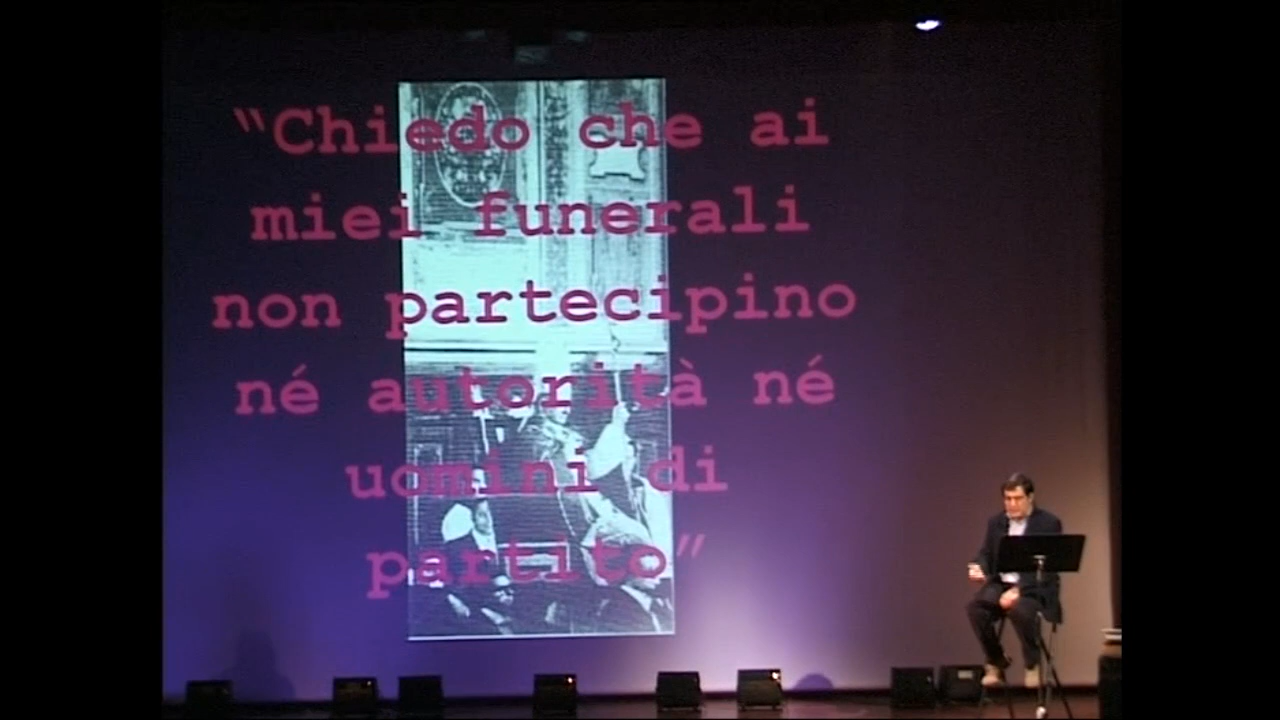 “Chiedo che ai
miei funerali
non partecipino
né autorità né
uomini di
partito”